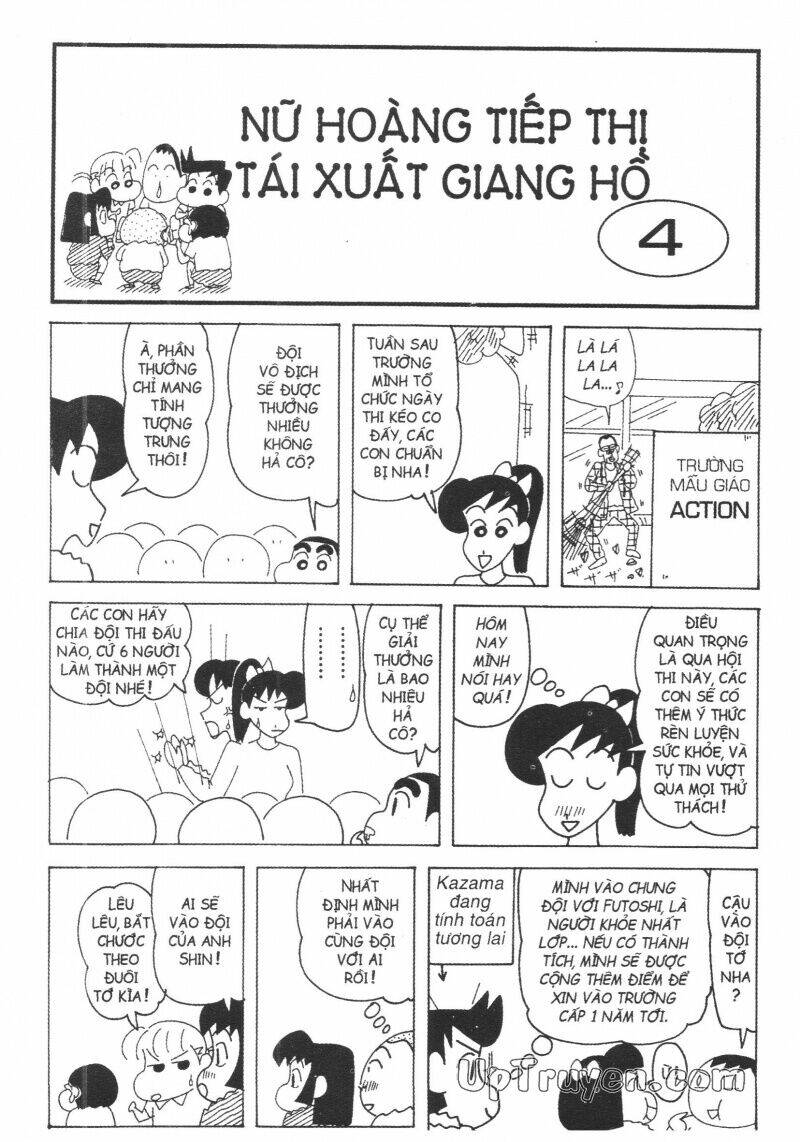 NỮ HOÀNG TIẾP THỊ
TÁI XUẤT GIANG HỒ
4
LÀ LÁ
LA LA
LA...♪
TRƯỜNG
MẪU GIÁO
ACTION
TUẦN SAU
TRƯỜNG
MÌNH TỔ
CHỨC NGÀY
THI KÉO CO
ĐẤY, CÁC
CON CHUẨN
BỊ NHA!
ĐỘI
VÔ ĐỊCH
SẼ ĐƯỢC
THƯỞNG
NHIỀU
KHÔNG
HẢ CÔ?
À, PHẦN
THƯỞNG
CHỈ MANG
TÍNH
TƯỢNG
TRƯNG
THÔI!
ĐIỀU
QUAN TRỌNG
LÀ QUA HỘI
THI NÀY, CÁC
CON SẼ CÓ
THÊM Ý THỨC
RÈN LUYỆN
SỨC KHỎE, VÀ
TỰ TIN VƯỢT
QUA MỌI THỬ
THÁCH!
HÔM
NAY
MÌNH
NÓI HAY
QUÁ!
CỤ THỂ
GIẢI
THƯỞNG
LÀ BAO
NHIÊU
HẢ
CÔ?
CÁC CON HÃY
CHIA ĐỘI THI ĐẤU
NÀO, CỨ 6 NGƯỜI
LÀM THÀNH MỘT
ĐỘI NHÉ!
CẬU
VÀO
ĐỘI
TỚ
NHA?
Ừ!
MÌNH VÀO CHUNG
ĐỘI VỚI FUTOSHI, LÀ
NGƯỜI KHỎE NHẤT
LỚP... NẾU CÓ THÀNH
TÍCH, MÌNH SẼ ĐƯỢC
CỘNG THÊM ĐIỂM ĐỂ
XIN VÀO TRƯỜNG
CẤP 1 NĂM TỚI.
Kazama
đang
tính toán
tương lai
NHẤT
ĐỊNH MÌNH
PHẢI VÀO
CÙNG ĐỘI
VỚI AI
RỒI!
AI SẼ
VÀO ĐỘI
CỦA ANH
SHIN!
LÊU
LÊU, BẮT
CHƯỚC
THEO
ĐUÔI
TỚ KÌA!
UpTruyen.com